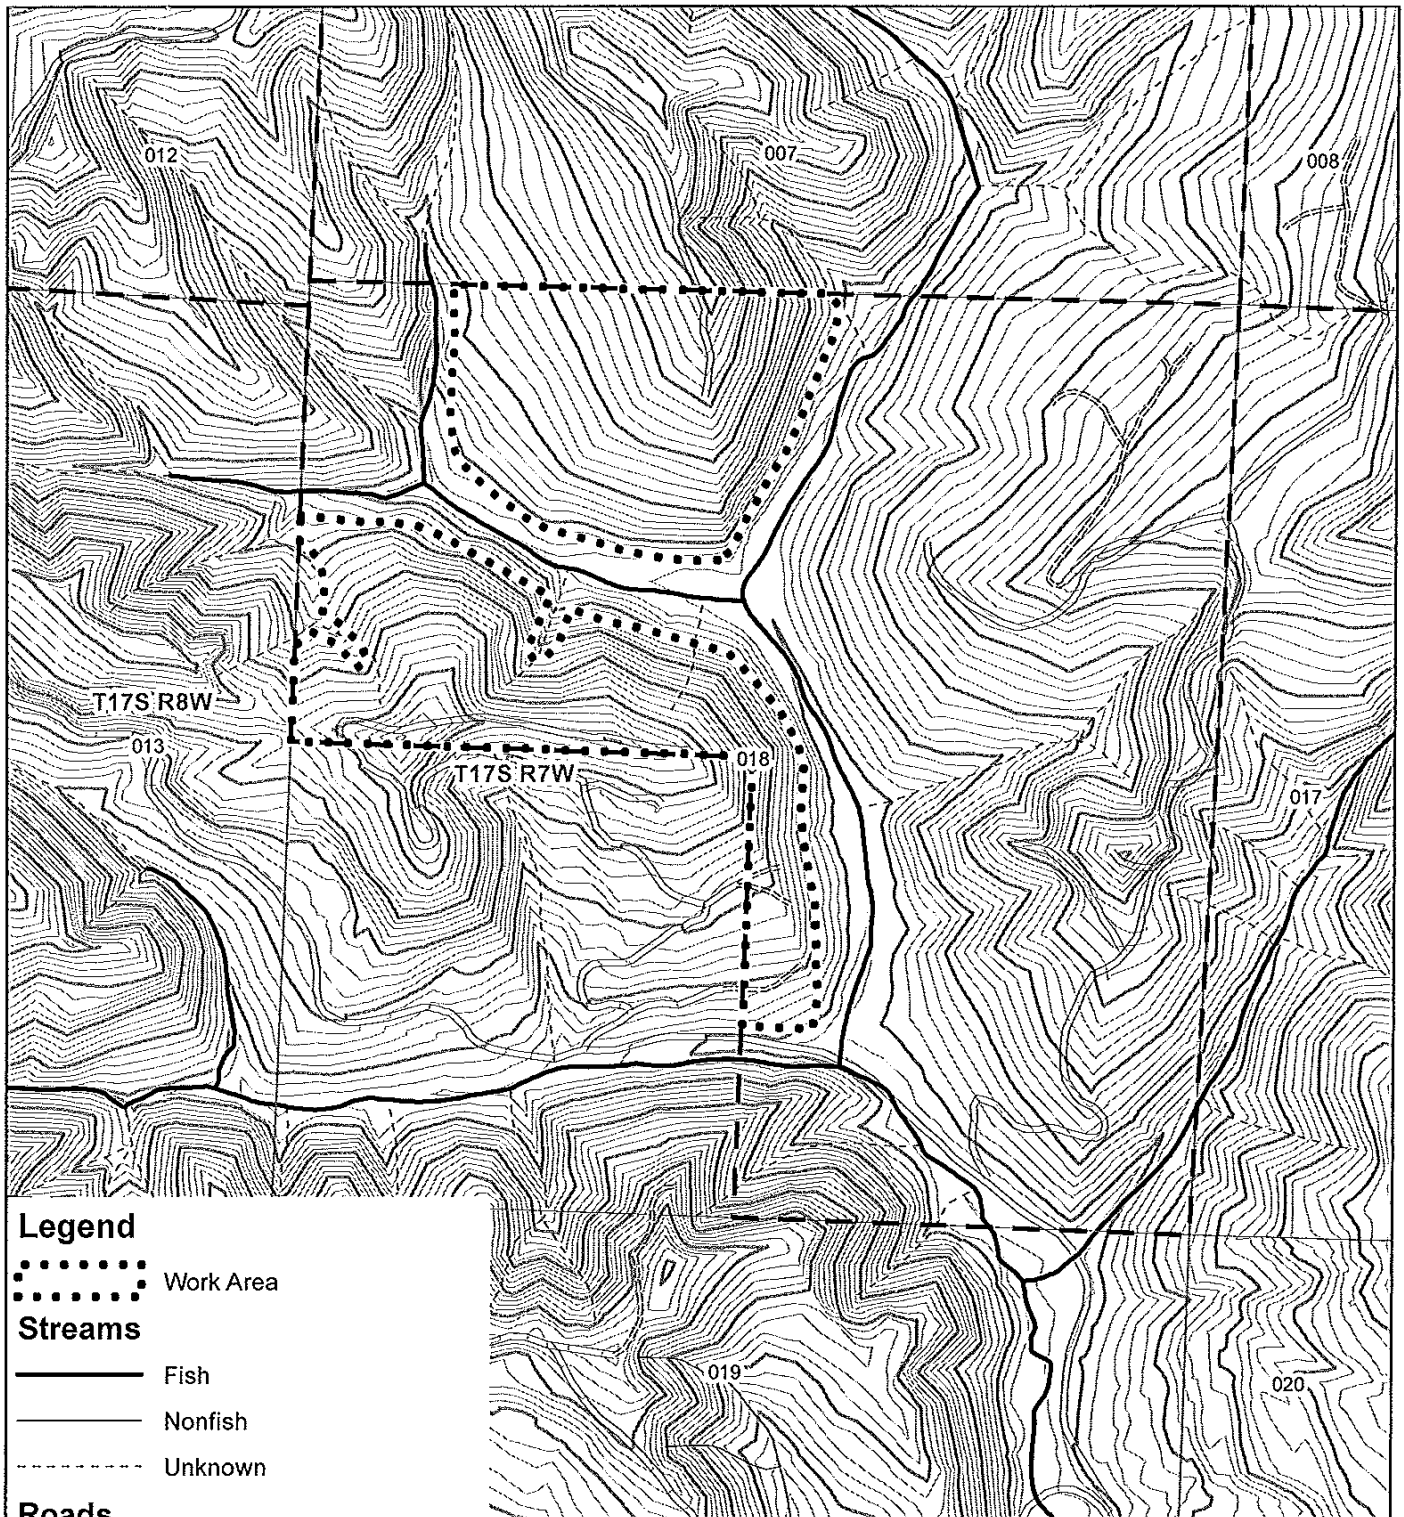 012
007
008
T17S R8W
013
018
T17S R7W
017
Legend
Work Area
Streams
Fish
Nonfish
Unknown
Roads
019
020